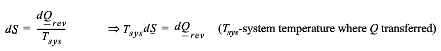 dS = dQ_rev / T_sys ⇒ T_sys dS = dQ_rev (T_sys-system temperature where Q transferred)